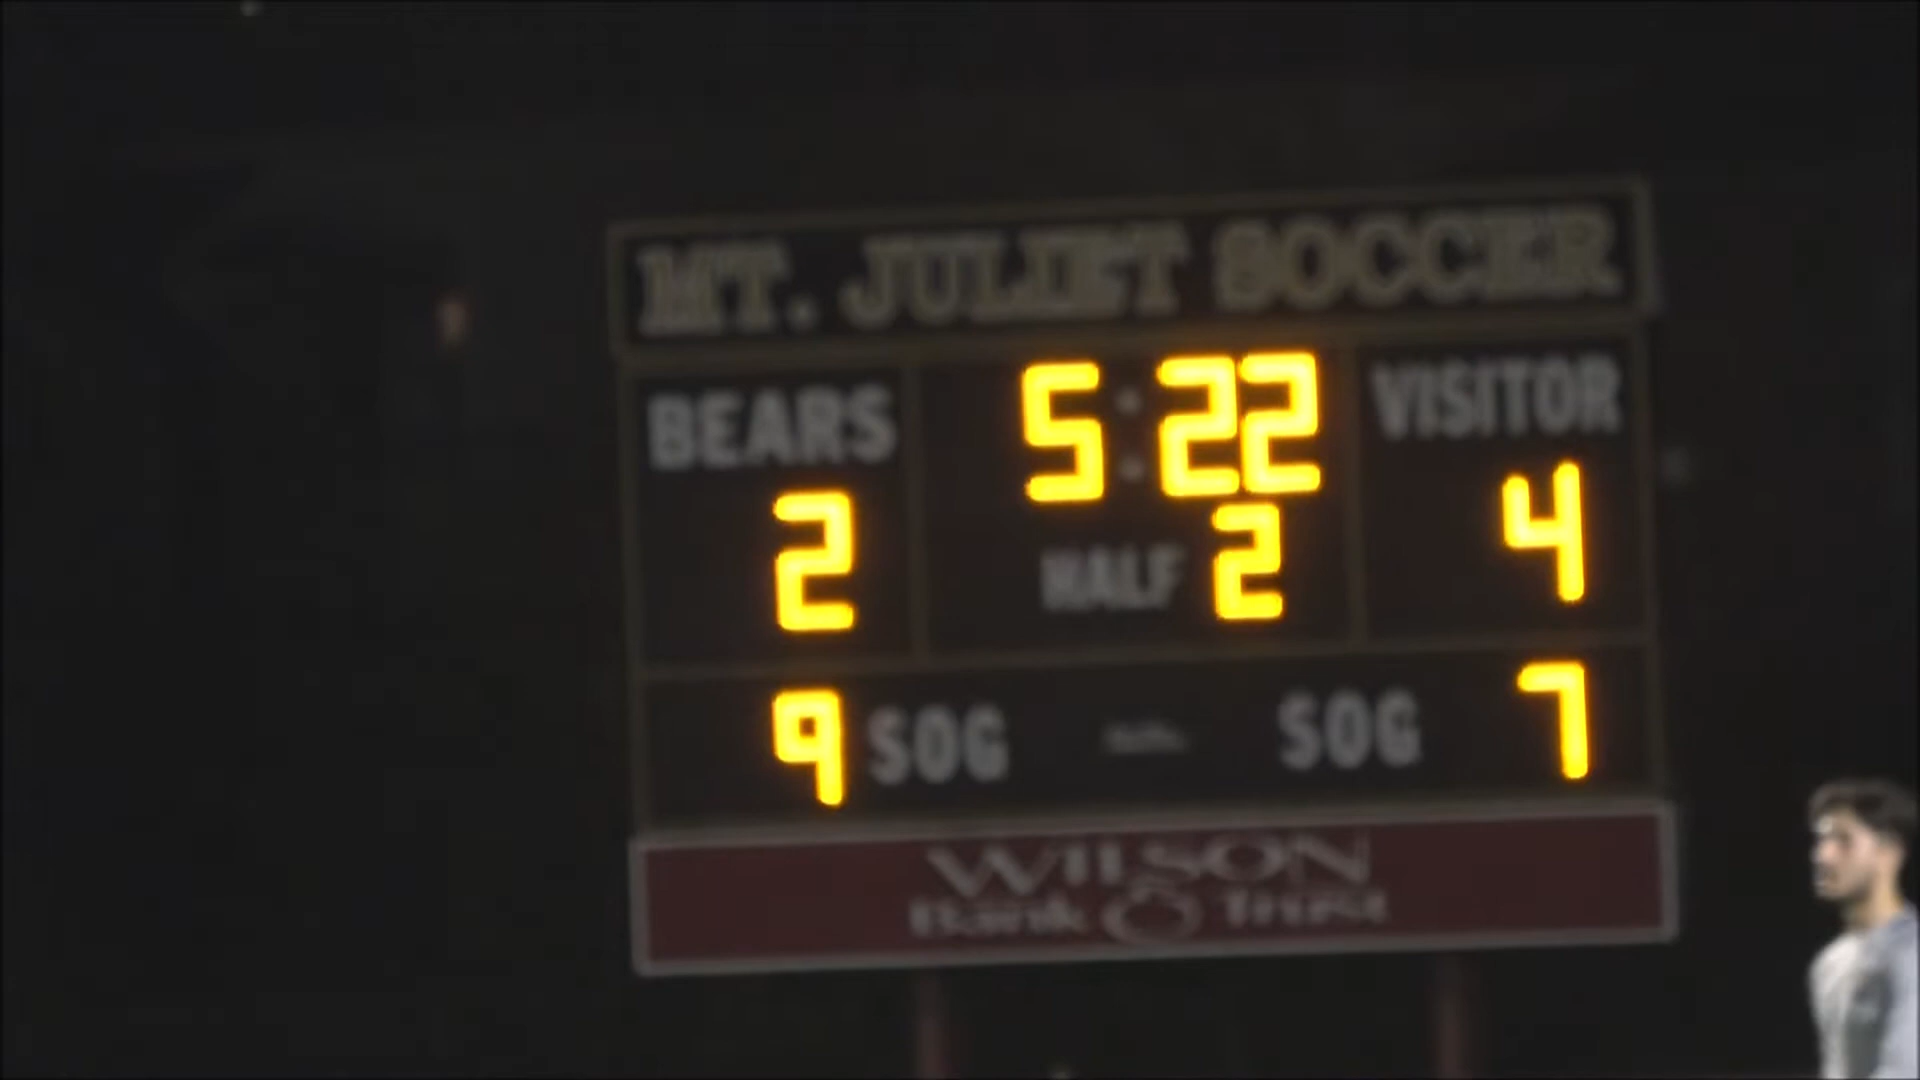 MT. JULIET SOCCER
BEARS 5:22 VISITOR
2 HALF 2 4
9 SOG SOG 7
WILSON
Bank & Trust